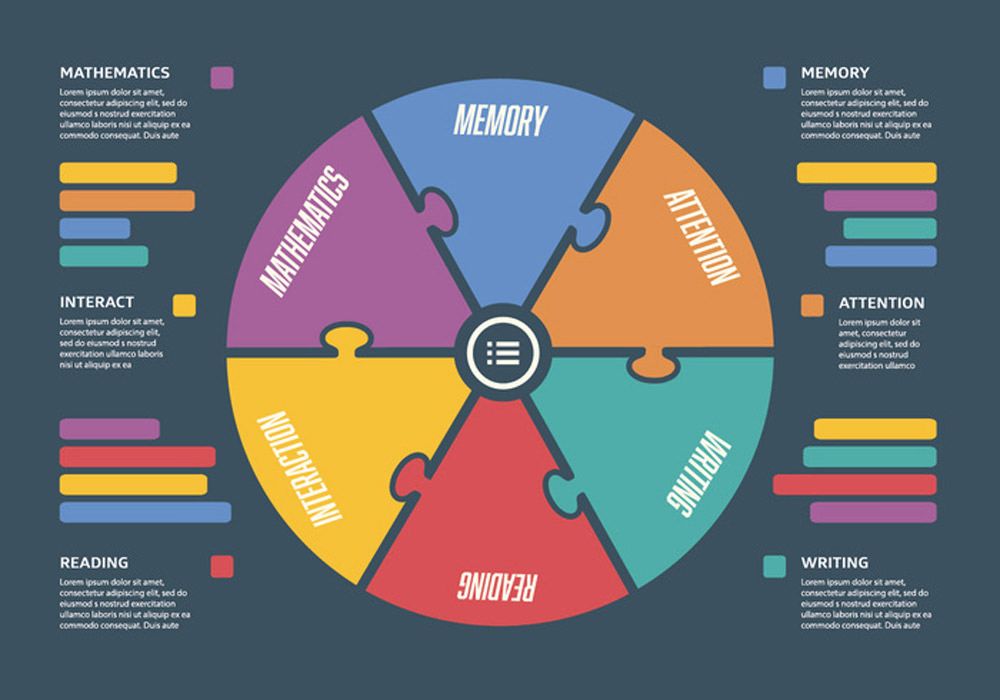 MATHEMATICS
Lorem ipsum dolor sit amet,
consectetur adipiscing elit, sed do
eiusmod s nostrud exercitation
ullamco laboris nisi ut aliquip ex ea
commodo consequat. Duis aute
INTERACT
Lorem ipsum dolor sit amet,
consectetur adipiscing elit,
sed do eiusmod s nostrud
exercitation ullamco laboris
nisi ut aliquip ex ea
READING
Lorem ipsum dolor sit amet,
consectetur adipiscing elit, sed do
eiusmod s nostrud exercitation
ullamco laboris nisi ut aliquip ex ea
commodo consequat. Duis aute
MEMORY
ATTENTION
WRITING
READING
INTERACTION
MATHEMATICS
MEMORY
Lorem ipsum dolor sit amet,
consectetur adipiscing elit, sed do
eiusmod s nostrud exercitation
ullamco laboris nisi ut aliquip ex ea
commodo consequat. Duis aute
ATTENTION
Lorem ipsum dolor sit
amet, consectetur
adipiscing elit, sed do
eiusmod s nostrud
exercitation ullamco
WRITING
Lorem ipsum dolor sit amet,
consectetur adipiscing elit, sed do
eiusmod s nostrud exercitation
ullamco laboris nisi ut aliquip ex ea
commodo consequat. Duis aute